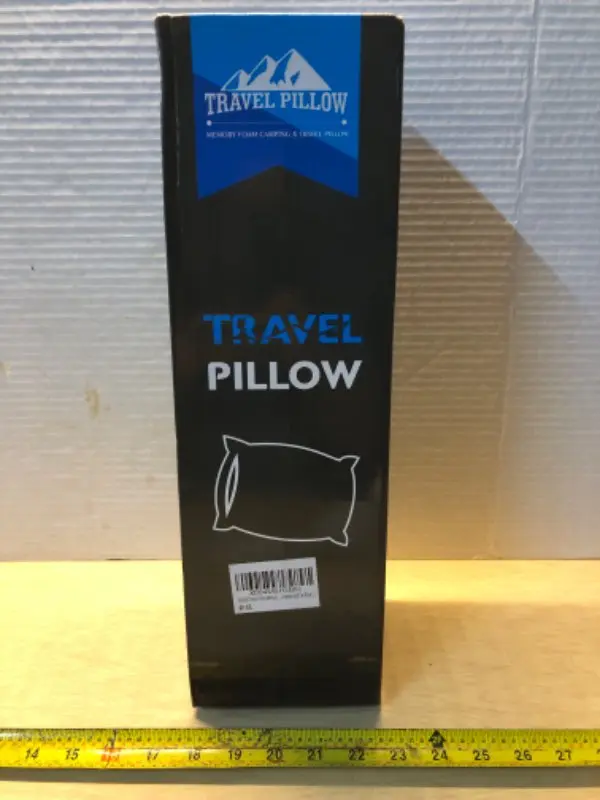 TRAVEL PILLOW
MEMORY FOAM CAMPING & TRAVEL PILLOW
TRAVEL
PILLOW
14 15 17 18 19 20 21 22 23 24 25 26 27